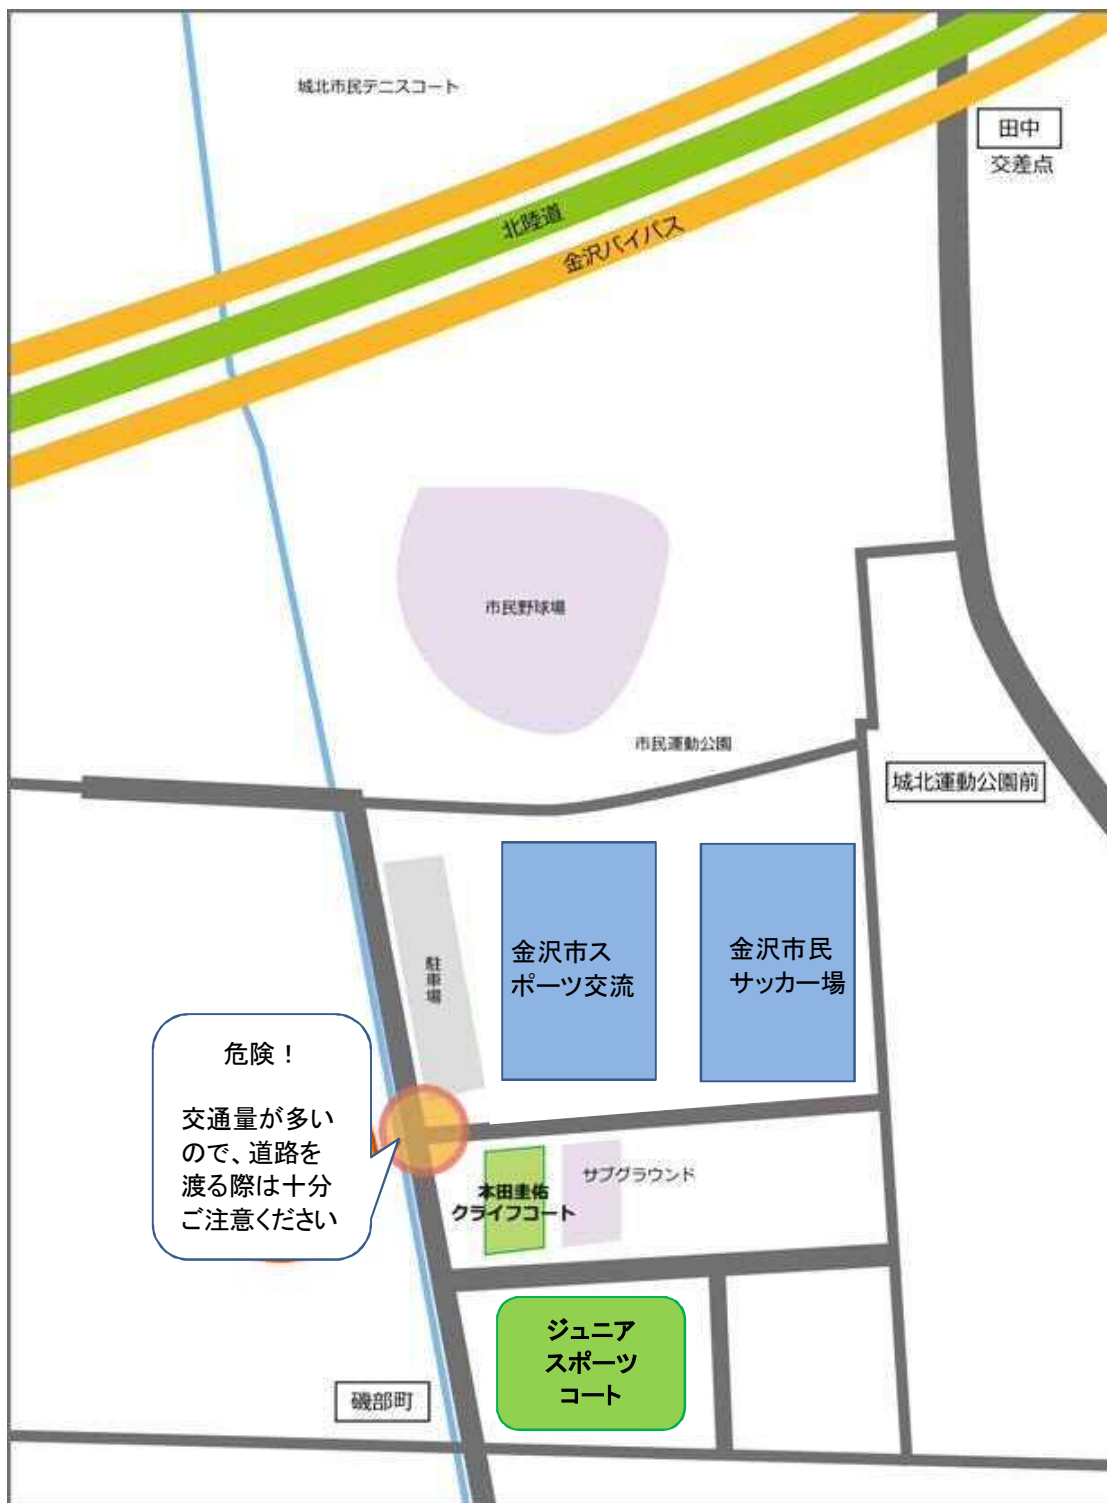 城北市民テニスコート
田中
交差点
北陸道
金沢バイパス
市民野球場
市民運動公園
城北運動公園前
金沢市ス
ポーツ交流
金沢市民
サッカー場
駐車場
危険！
交通量が多い
ので、道路を
渡る際は十分
ご注意ください
サブグラウンド
本田圭佑
クライフコート
ジュニア
スポーツ
コート
磯部町